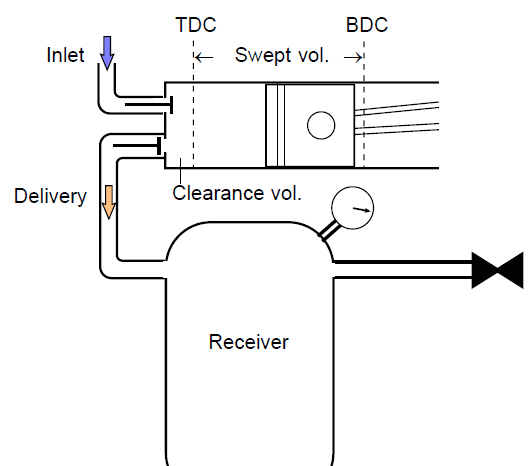 TDC
BDC
Inlet
Swept vol.
Delivery
Clearance vol.
Receiver